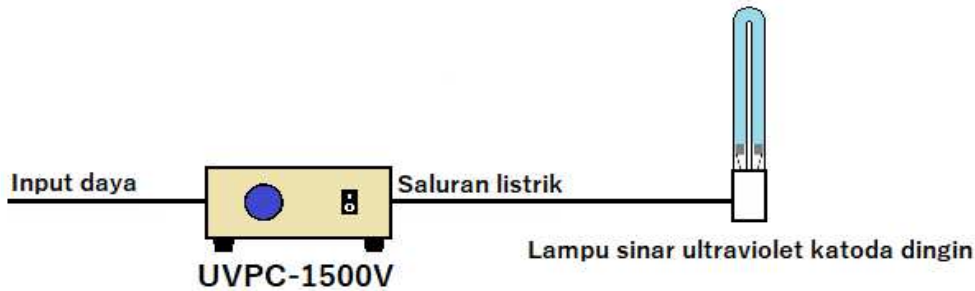 Input daya
Saluran listrik
Lampu sinar ultraviolet katoda dingin
UVPC-1500V